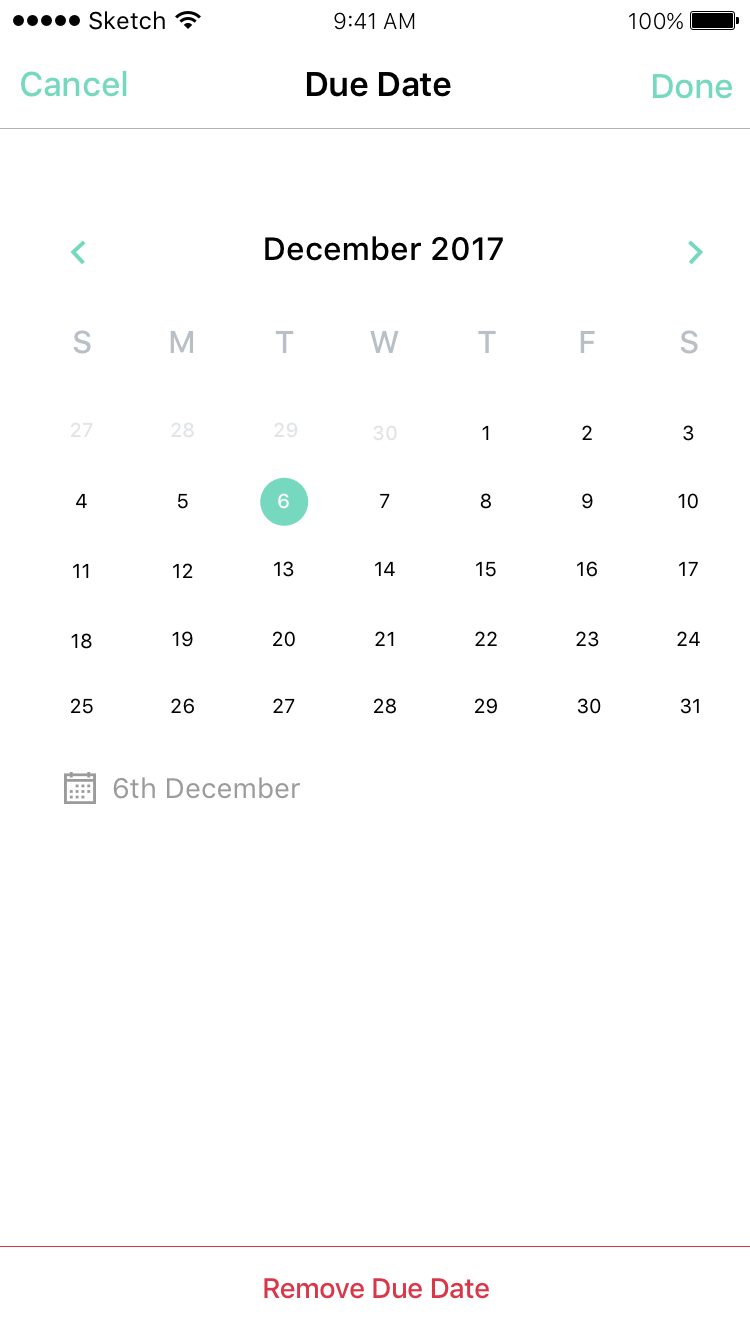 Sketch 9:41 AM 100%
Cancel Due Date Done
December 2017
S M T W T F S
27 28 29 30 1 2 3
4 5 6 7 8 9 10
11 12 13 14 15 16 17
18 19 20 21 22 23 24
25 26 27 28 29 30 31
6th December
Remove Due Date